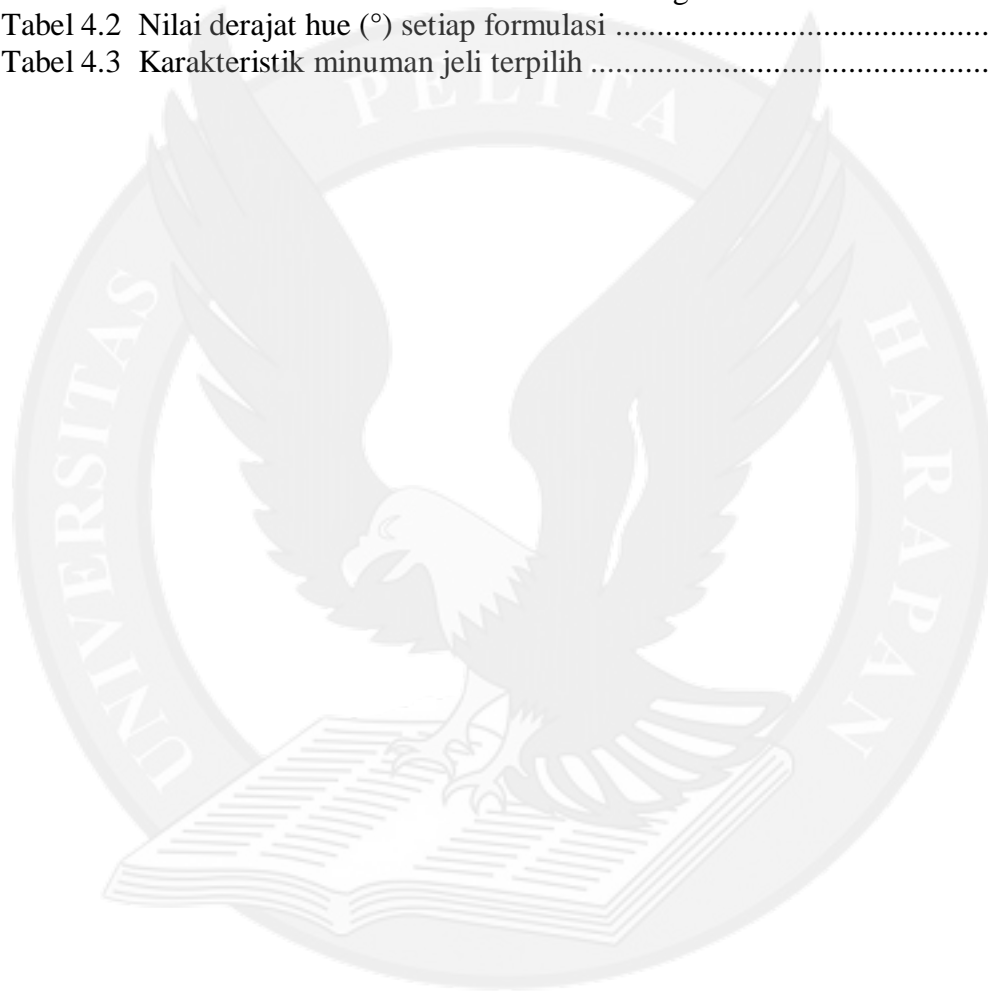 Tabel 4.2 Nilai derajat hue (°) setiap formulasi ...............................................
Tabel 4.3 Karakteristik minuman jeli terpilih ..................................................
UNIVERSITAS PELITA HARAPAN